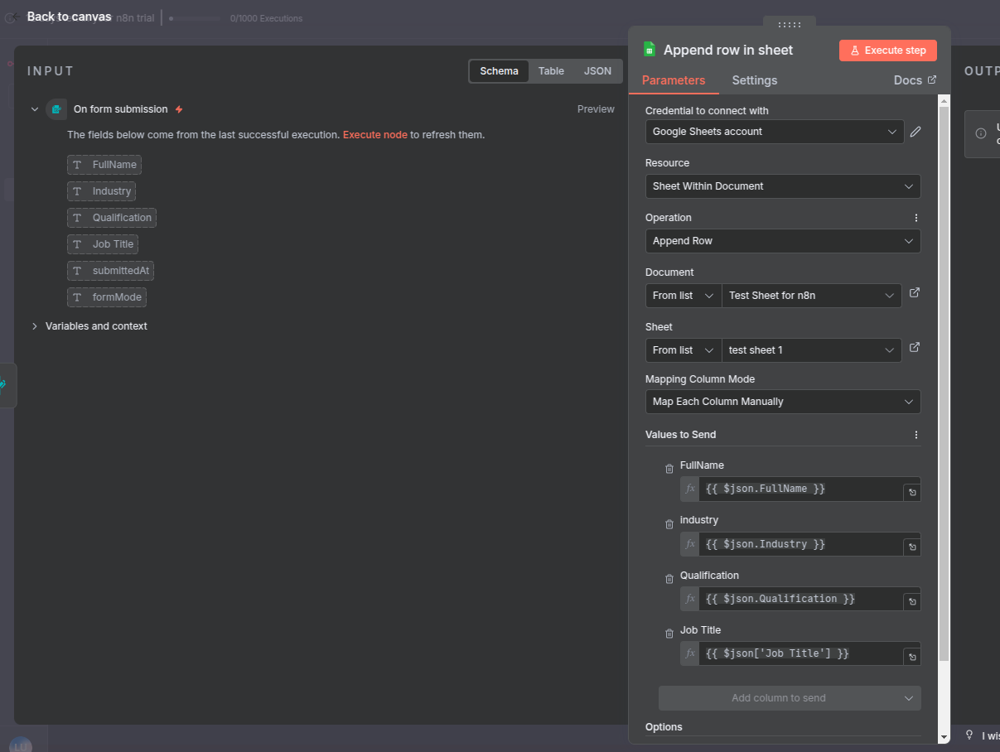 Back to canvas
n8n trial
0/1000 Executions
INPUT
Schema
Table
JSON
On form submission
Preview
The fields below come from the last successful execution. Execute node to refresh them.
T FullName
T Industry
T Qualification
T Job Title
T submittedAt
T formMode
Variables and context
LU
Append row in sheet
Execute step
Parameters
Settings
Docs
Credential to connect with
Google Sheets account
Resource
Sheet Within Document
Operation
Append Row
Document
From list
Test Sheet for n8n
Sheet
From list
test sheet 1
Mapping Column Mode
Map Each Column Manually
Values to Send
FullName
fx {{ $json.FullName }}
industry
fx {{ $json.Industry }}
Qualification
fx {{ $json.Qualification }}
Job Title
fx {{ $json['Job Title'] }}
Add column to send
Options
OUTP
I wis